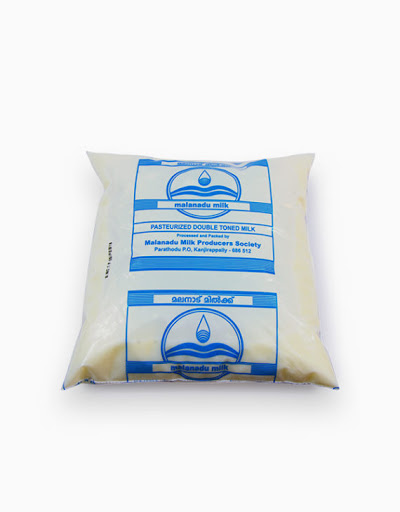 malanadu milk
PASTEURIZED DOUBLE TONED MILK
Processed and Packed by
Malanadu Milk Producers Society
Parathodu P.O, Kanjirappally - 686 512
മലനാട് മിൽക്ക്
malanadu milk